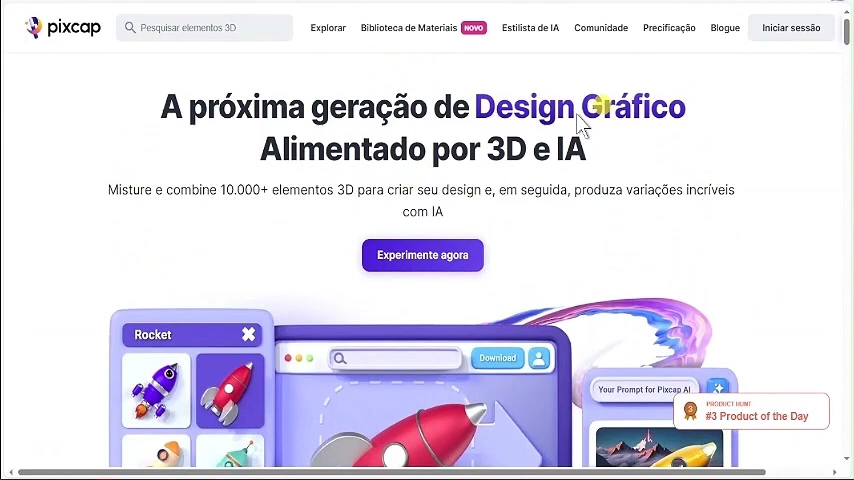 pixcap
Pesquisar elementos 3D
Explorar
Biblioteca de Materiais NOVO
Estilista de IA
Comunidade
Precificação
Blogue
Iniciar sessão
A próxima geração de Design Gráfico
Alimentado por 3D e IA
Misture e combine 10.000+ elementos 3D para criar seu design e, em seguida, produza variações incríveis
com IA
Experimente agora
Rocket
Download
Your Prompt for Pixcap AI
3
PRODUCT HUNT
#3 Product of the Day